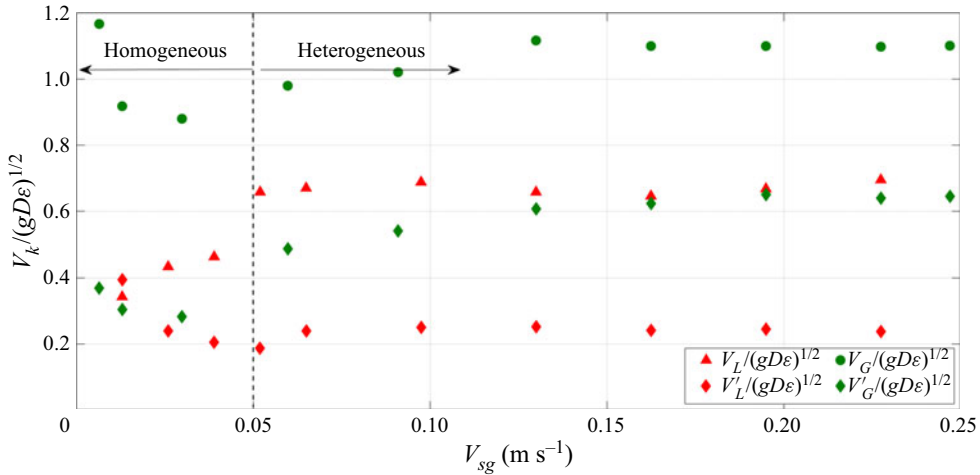 1.2
Homogeneous
Heterogeneous
1.0
0.8
V_k/(gDε)^{1/2}
0.6
0.4
0.2
V_L/(gDε)^{1/2} V_G/(gDε)^{1/2}
V'_L/(gDε)^{1/2} V'_G/(gDε)^{1/2}
0 0.05 0.10 0.15 0.20 0.25
V_{sg} (m s^{–1})